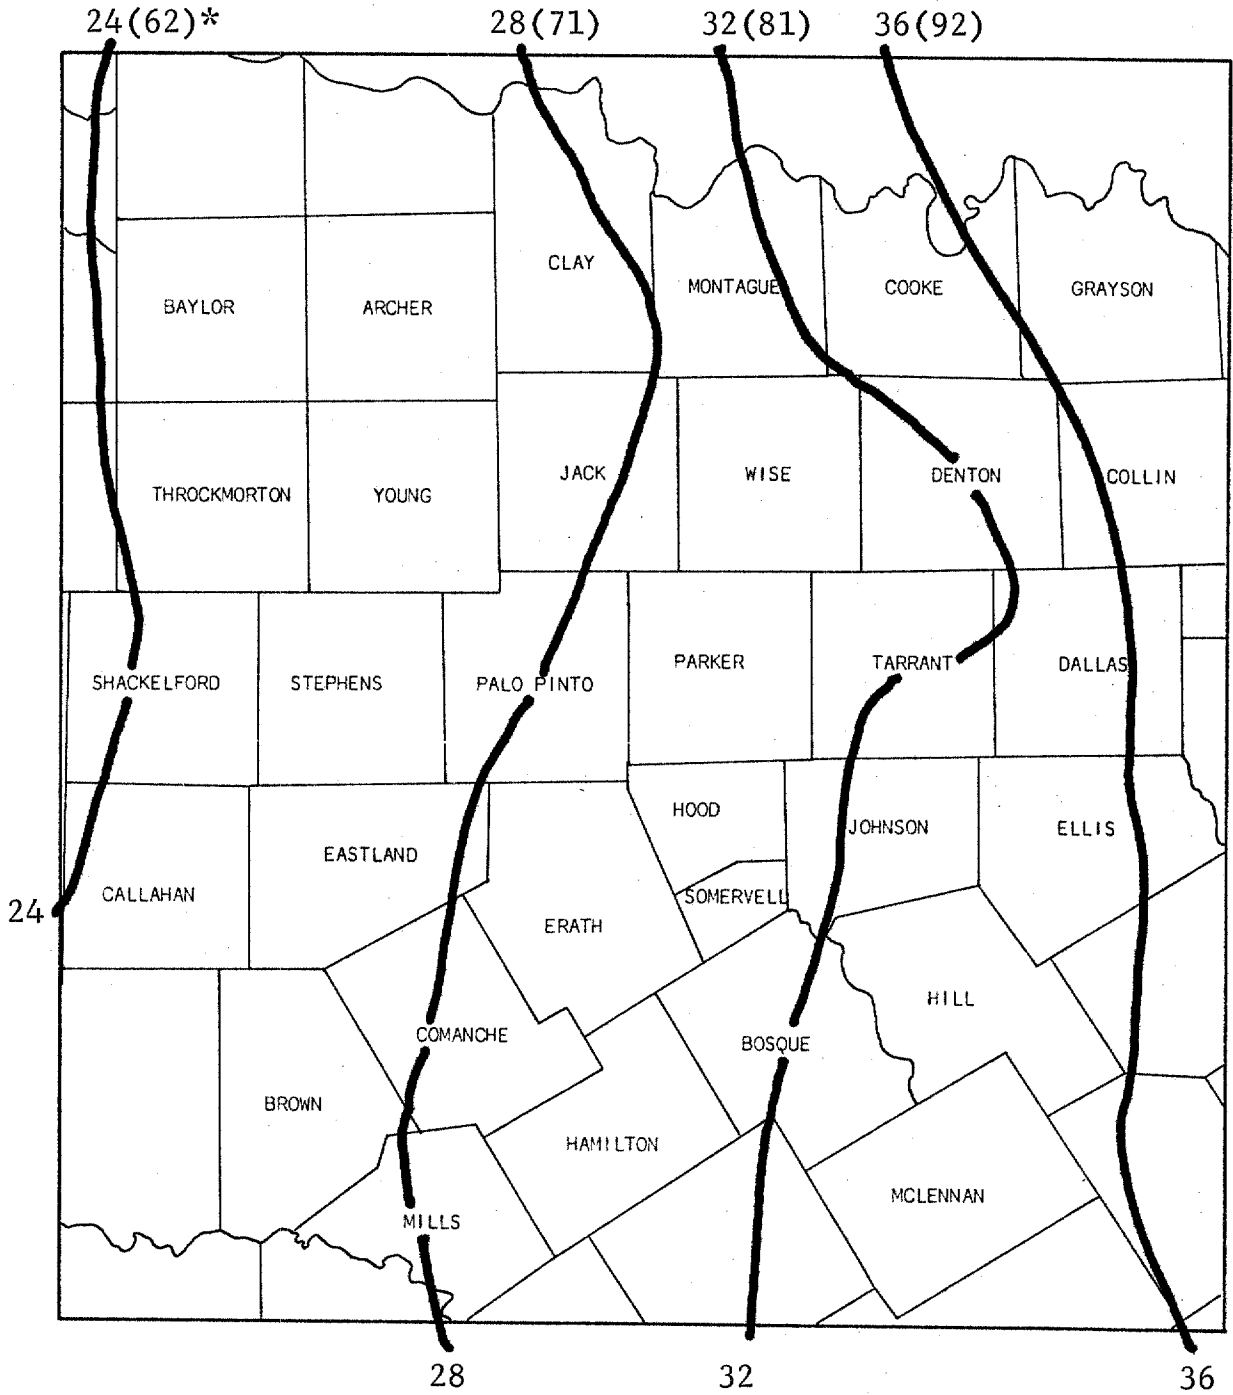 24(62)* 28(71) 32(81) 36(92)
CLAY
MONTAGUE COOKE GRAYSON
BAYLOR ARCHER
JACK WISE DENTON COLLIN
THROCKMORTON YOUNG
PARKER TARRANT DALLAS
SHACKELFORD STEPHENS PALO PINTO
HOOD JOHNSON ELLIS
EASTLAND
CALLAHAN SOMERVELL
24
ERATH
HILL
COMANCHE BOSQUE
BROWN
HAMILTON
MCLENNAN
MILLS
28 32 36